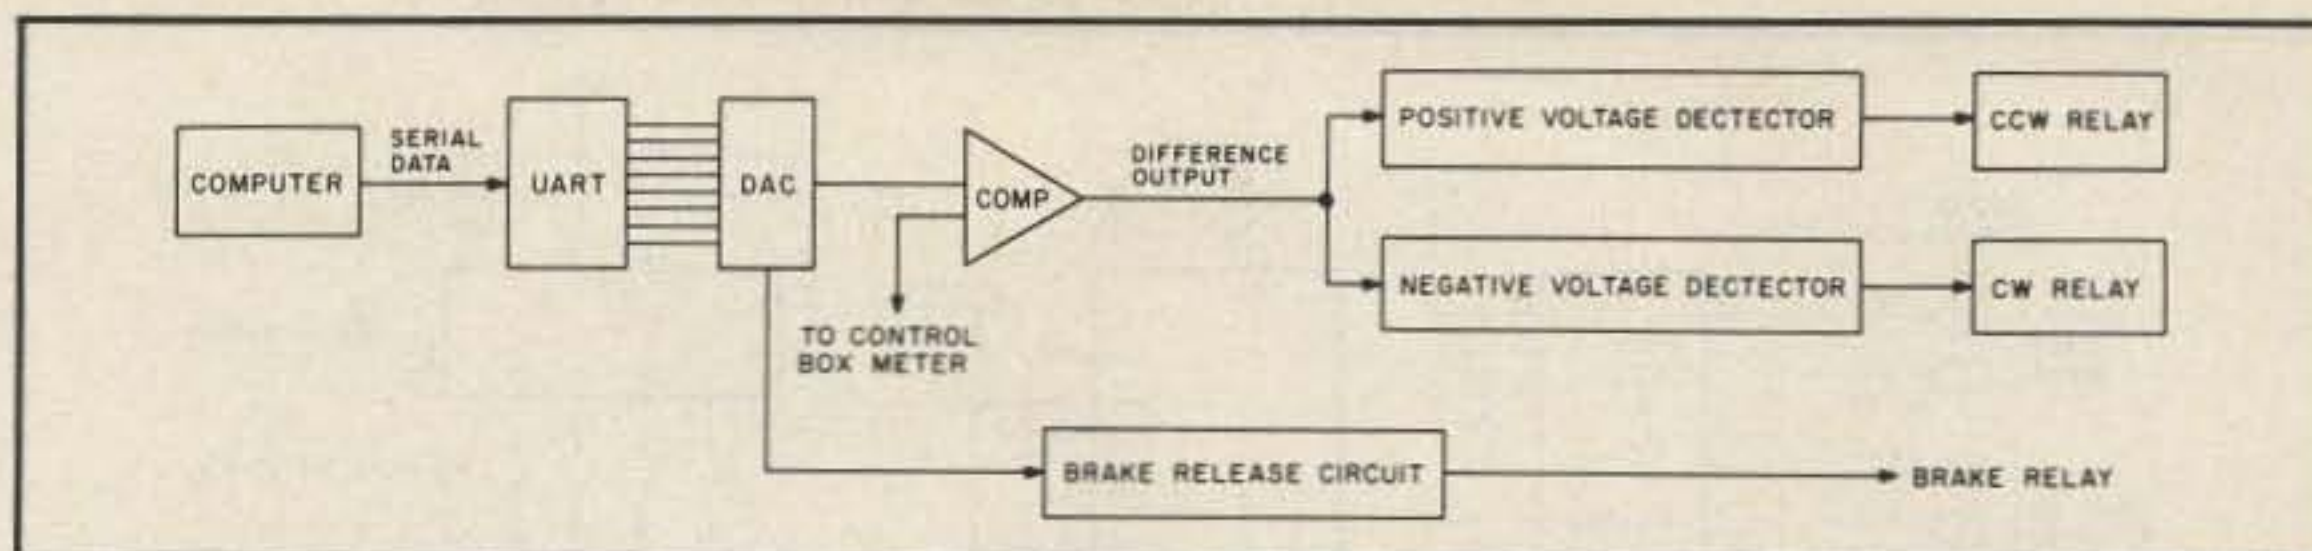 COMPUTER
SERIAL
DATA
UART
DAC
COMP
TO CONTROL
BOX METER
DIFFERENCE
OUTPUT
POSITIVE VOLTAGE DECTECTOR
CCW RELAY
NEGATIVE VOLTAGE DECTECTOR
CW RELAY
BRAKE RELEASE CIRCUIT
BRAKE RELAY